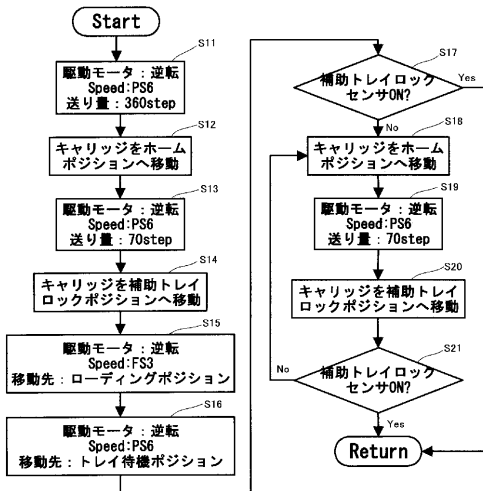 Start
S11
駆動モータ：逆転
Speed:PS6
送り量：360step
S12
キャリッジをホーム
ポジションへ移動
S13
駆動モータ：逆転
Speed:PS6
送り量：70step
S14
キャリッジを補助トレイ
ロックポジションへ移動
S15
駆動モータ：逆転
Speed:FS3
移動先：ローディングポジション
S16
駆動モータ：逆転
Speed:PS6
移動先：トレイ待機ポジション
S17
補助トレイロック
センサON?
Yes
No
S18
キャリッジをホーム
ポジションへ移動
S19
駆動モータ：逆転
Speed:PS6
送り量：70step
S20
キャリッジを補助トレイ
ロックポジションへ移動
S21
No
補助トレイロック
センサON?
Yes
Return